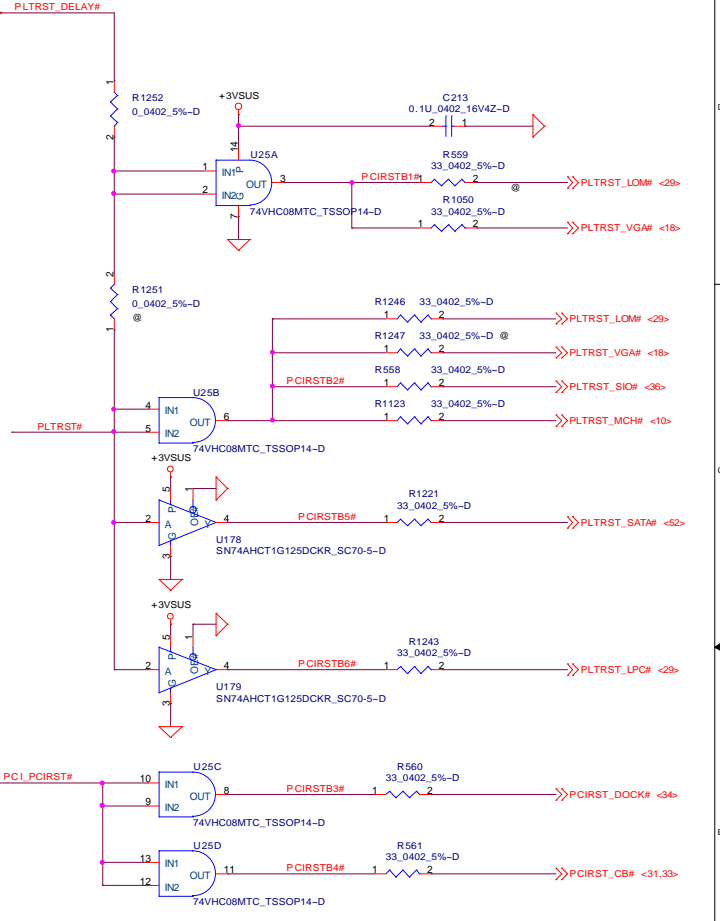 PLTRST_DELAY#
1
R1252
0_0402_5%~D
2
+3VSUS
C213
0.1U_0402_16V4Z~D
2 1
14
U25A
1 IN1 P
OUT 3
2 IN2 G
7
74VHC08MTC_TSSOP14~D
PCIRSTB1#
R559
33_0402_5%~D
1 2
@
PLTRST_LOM# <29>
R1050
33_0402_5%~D
1 2
PLTRST_VGA# <18>
2
R1251
0_0402_5%~D
@
1
R1246 33_0402_5%~D
1 2
PLTRST_LOM# <29>
R1247 33_0402_5%~D @
1 2
PLTRST_VGA# <18>
PCIRSTB2#
R558 33_0402_5%~D
1 2
PLTRST_SIO# <36>
R1123 33_0402_5%~D
1 2
PLTRST_MCH# <10>
U25B
4 IN1
OUT 6
5 IN2
74VHC08MTC_TSSOP14~D
PLTRST#
+3VSUS
5 1
P OE#
2 A Y 4
G
3
U178
SN74AHCT1G125DCKR_SC70-5~D
PCIRSTB5#
R1221
33_0402_5%~D
1 2
PLTRST_SATA# <52>
+3VSUS
5 1
P OE#
2 A Y 4
G
3
U179
SN74AHCT1G125DCKR_SC70-5~D
PCIRSTB6#
R1243
33_0402_5%~D
1 2
PLTRST_LPC# <29>
PCI_PCIRST#
U25C
10 IN1
OUT 8
9 IN2
74VHC08MTC_TSSOP14~D
PCIRSTB3#
R560
33_0402_5%~D
1 2
PCIRST_DOCK# <34>
U25D
13 IN1
OUT 11
12 IN2
74VHC08MTC_TSSOP14~D
PCIRSTB4#
R561
33_0402_5%~D
1 2
PCIRST_CB# <31,33>